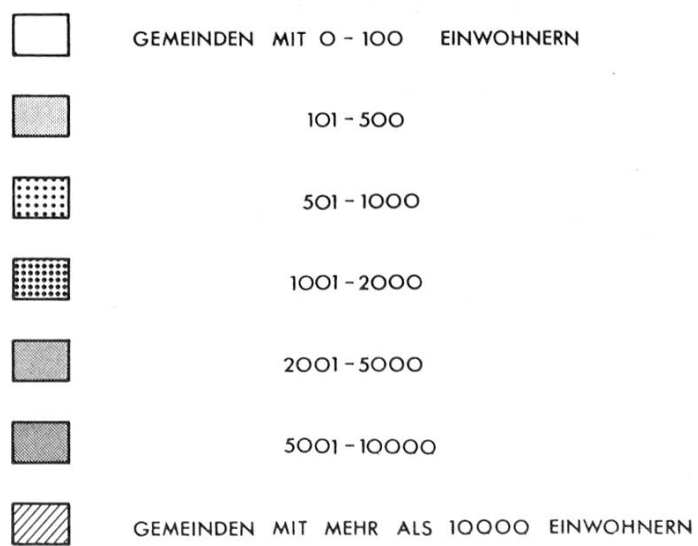 GEMEINDEN MIT 0 - 100 EINWOHNERN
101 - 500
501 - 1000
1001 - 2000
2001 - 5000
5001 - 10000
GEMEINDEN MIT MEHR ALS 10000 EINWOHNERN